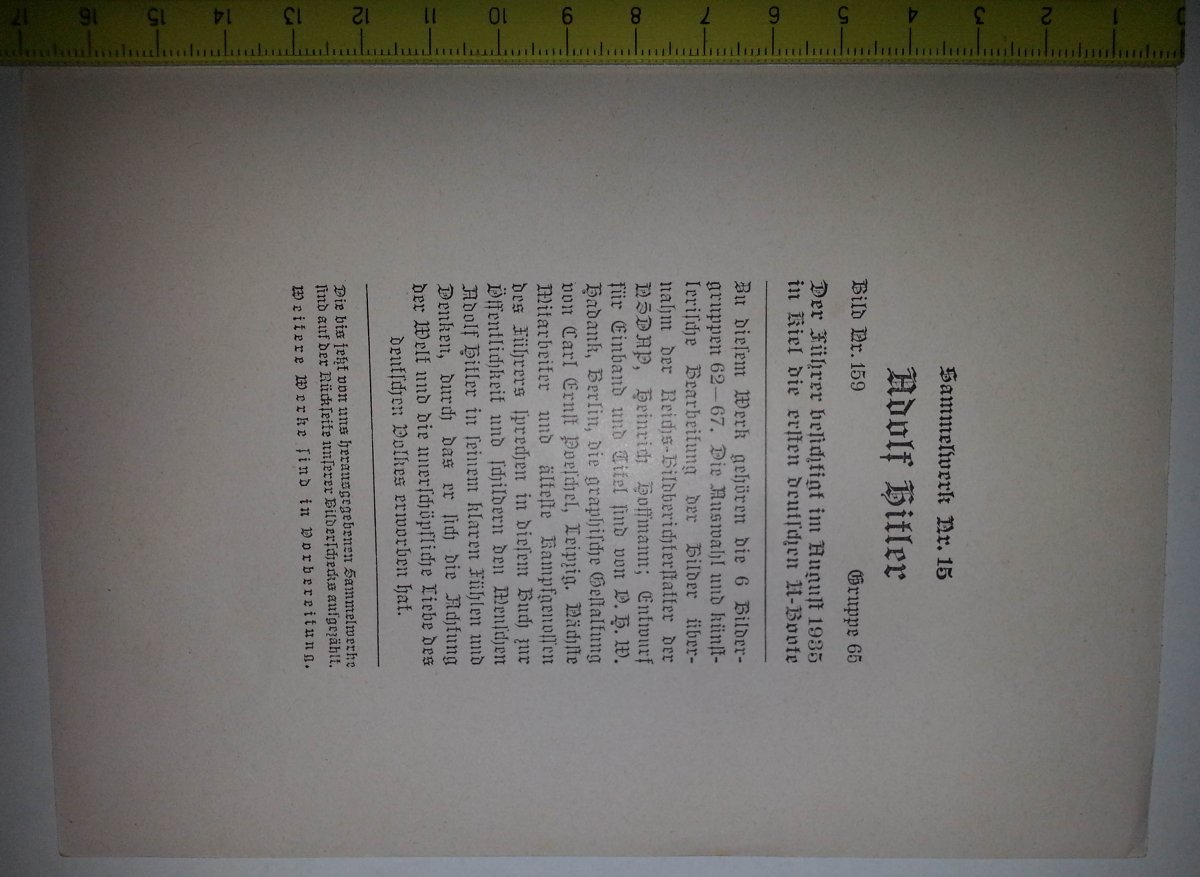 Sammelwerk Nr. 15
Adolf Hitler
Bild Nr. 159 Gruppe 65
Der Führer besichtigt im August 1935
in Kiel die ersten deutschen U-Boote
Zu diesem Werk gehören die 6 Bilder-
gruppen 62–67. Die Auswahl und künst-
lerische Bearbeitung der Bilder über-
nahm der Reichs-Bildberichterstatter der
NSDAP, Heinrich Hoffmann; Entwurf
für Einband und Titel sind von O. H. W.
Hadank, Berlin, die graphische Gestaltung
von Carl Ernst Poeschel, Leipzig. Nächste
Mitarbeiter und älteste Kampfgenossen
des Führers sprechen in diesem Buch zur
Öffentlichkeit und schildern den Menschen
Adolf Hitler in seinem klaren Fühlen und
Denken, durch das er sich die Achtung
der Welt und die unerschöpfliche Liebe des
deutschen Volkes erworben hat.
Die bis jetzt von uns herausgegebenen Sammelwerke
sind auf der Rückseite unserer Bilderschecks aufgezählt.
Weitere Werke sind in Vorbereitung.
0 1 2 3 4 5 6 7 8 9 10 11 12 13 14 15 16 17